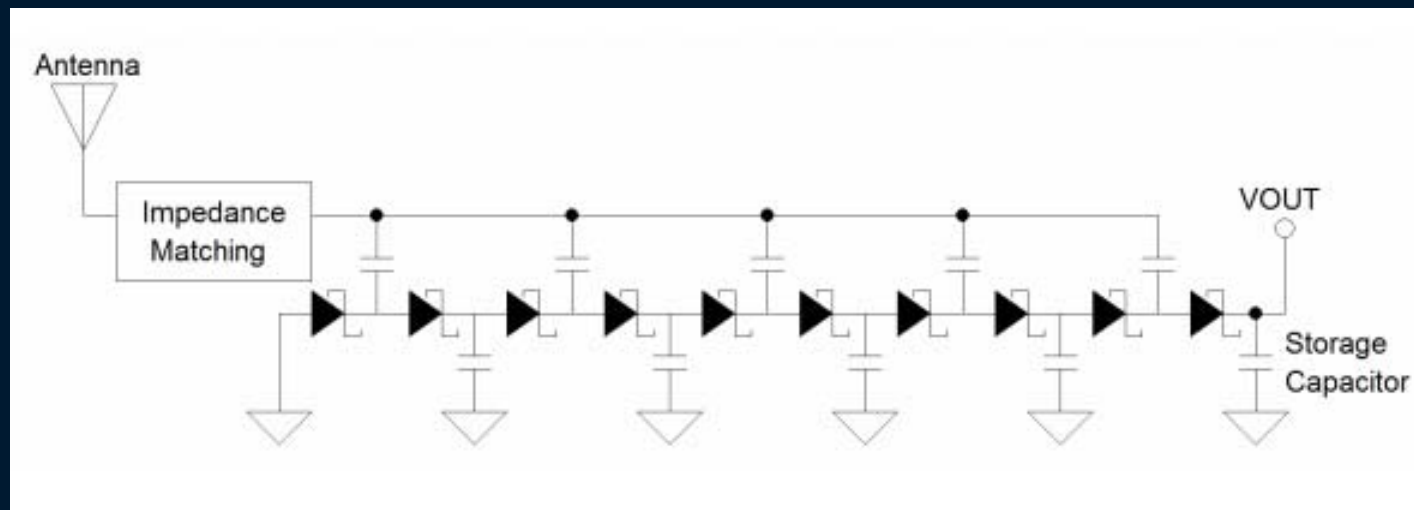 Antenna
Impedance
Matching
VOUT
Storage
Capacitor